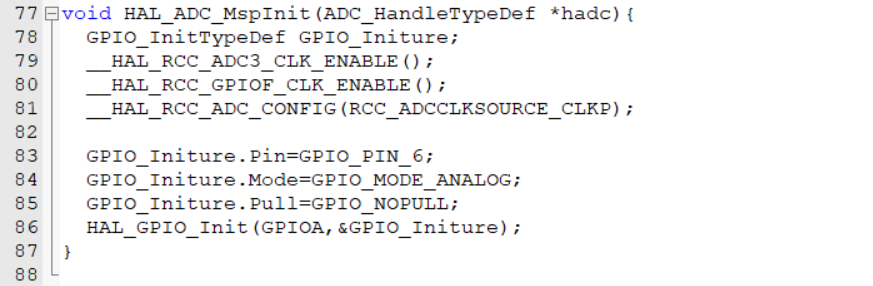 77 void HAL_ADC_MspInit(ADC_HandleTypeDef *hadc){
78   GPIO_InitTypeDef GPIO_Initure;
79   __HAL_RCC_ADC3_CLK_ENABLE();
80   __HAL_RCC_GPIOF_CLK_ENABLE();
81   __HAL_RCC_ADC_CONFIG(RCC_ADCCLKSOURCE_CLKP);
82
83   GPIO_Initure.Pin=GPIO_PIN_6;
84   GPIO_Initure.Mode=GPIO_MODE_ANALOG;
85   GPIO_Initure.Pull=GPIO_NOPULL;
86   HAL_GPIO_Init(GPIOA,&GPIO_Initure);
87 }
88